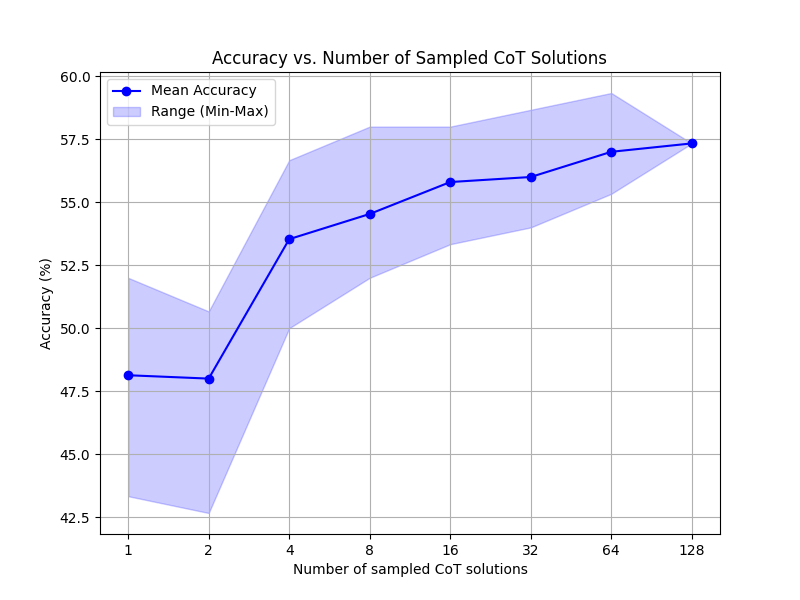 Accuracy vs. Number of Sampled CoT Solutions
60.0
57.5
55.0
52.5
50.0
47.5
45.0
42.5
Accuracy (%)
Mean Accuracy
Range (Min-Max)
1 2 4 8 16 32 64 128
Number of sampled CoT solutions